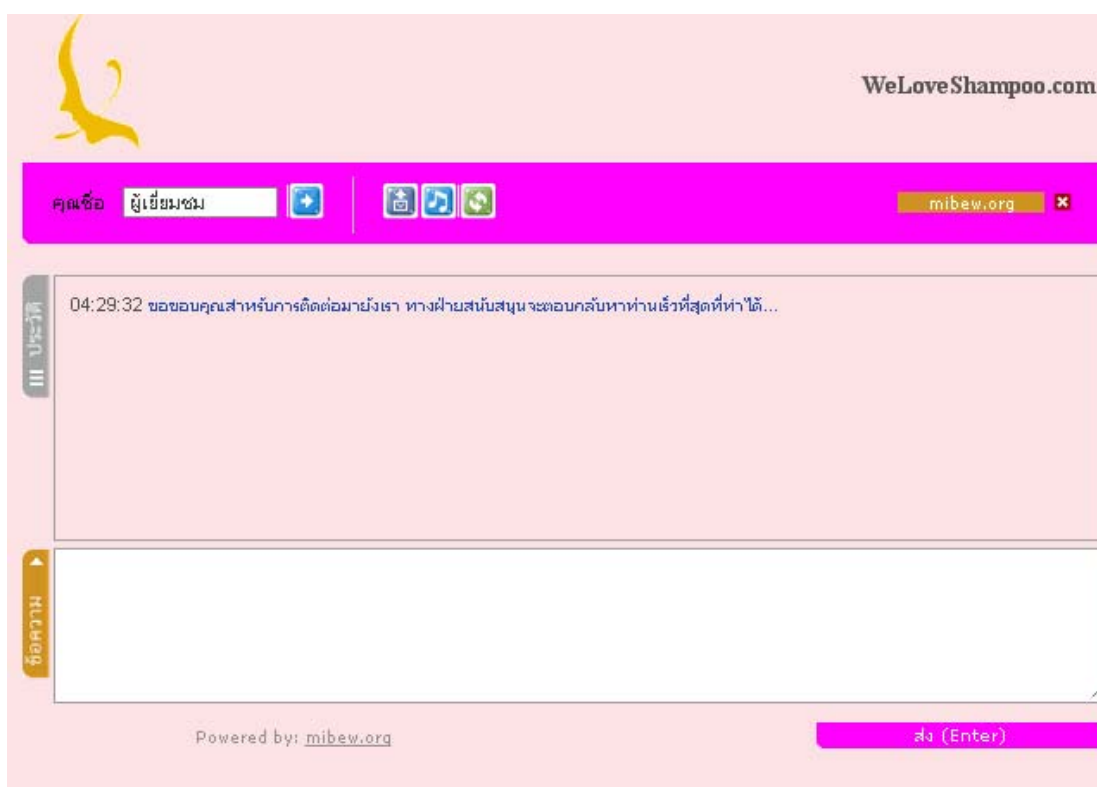 WeLoveShampoo.com
คุณชื่อ ผู้เยี่ยมชม
mibew.org
ประวัติ
04:29:32 ขอขอบคุณสำหรับการติดต่อมายังเรา ทางฝ่ายสนับสนุนจะตอบกลับหาท่านเร็วที่สุดที่ทำได้...
ข้อความ
Powered by: mibew.org
ส่ง (Enter)